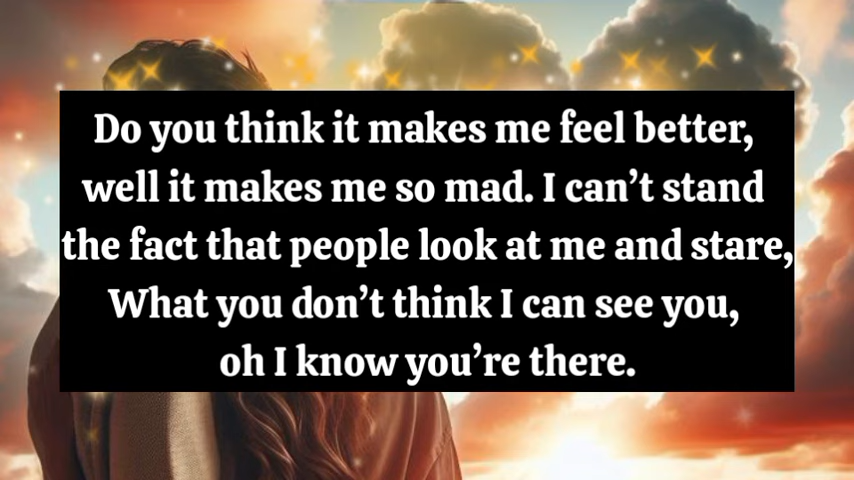 Do you think it makes me feel better,
well it makes me so mad. I can’t stand
the fact that people look at me and stare,
What you don’t think I can see you,
oh I know you’re there.